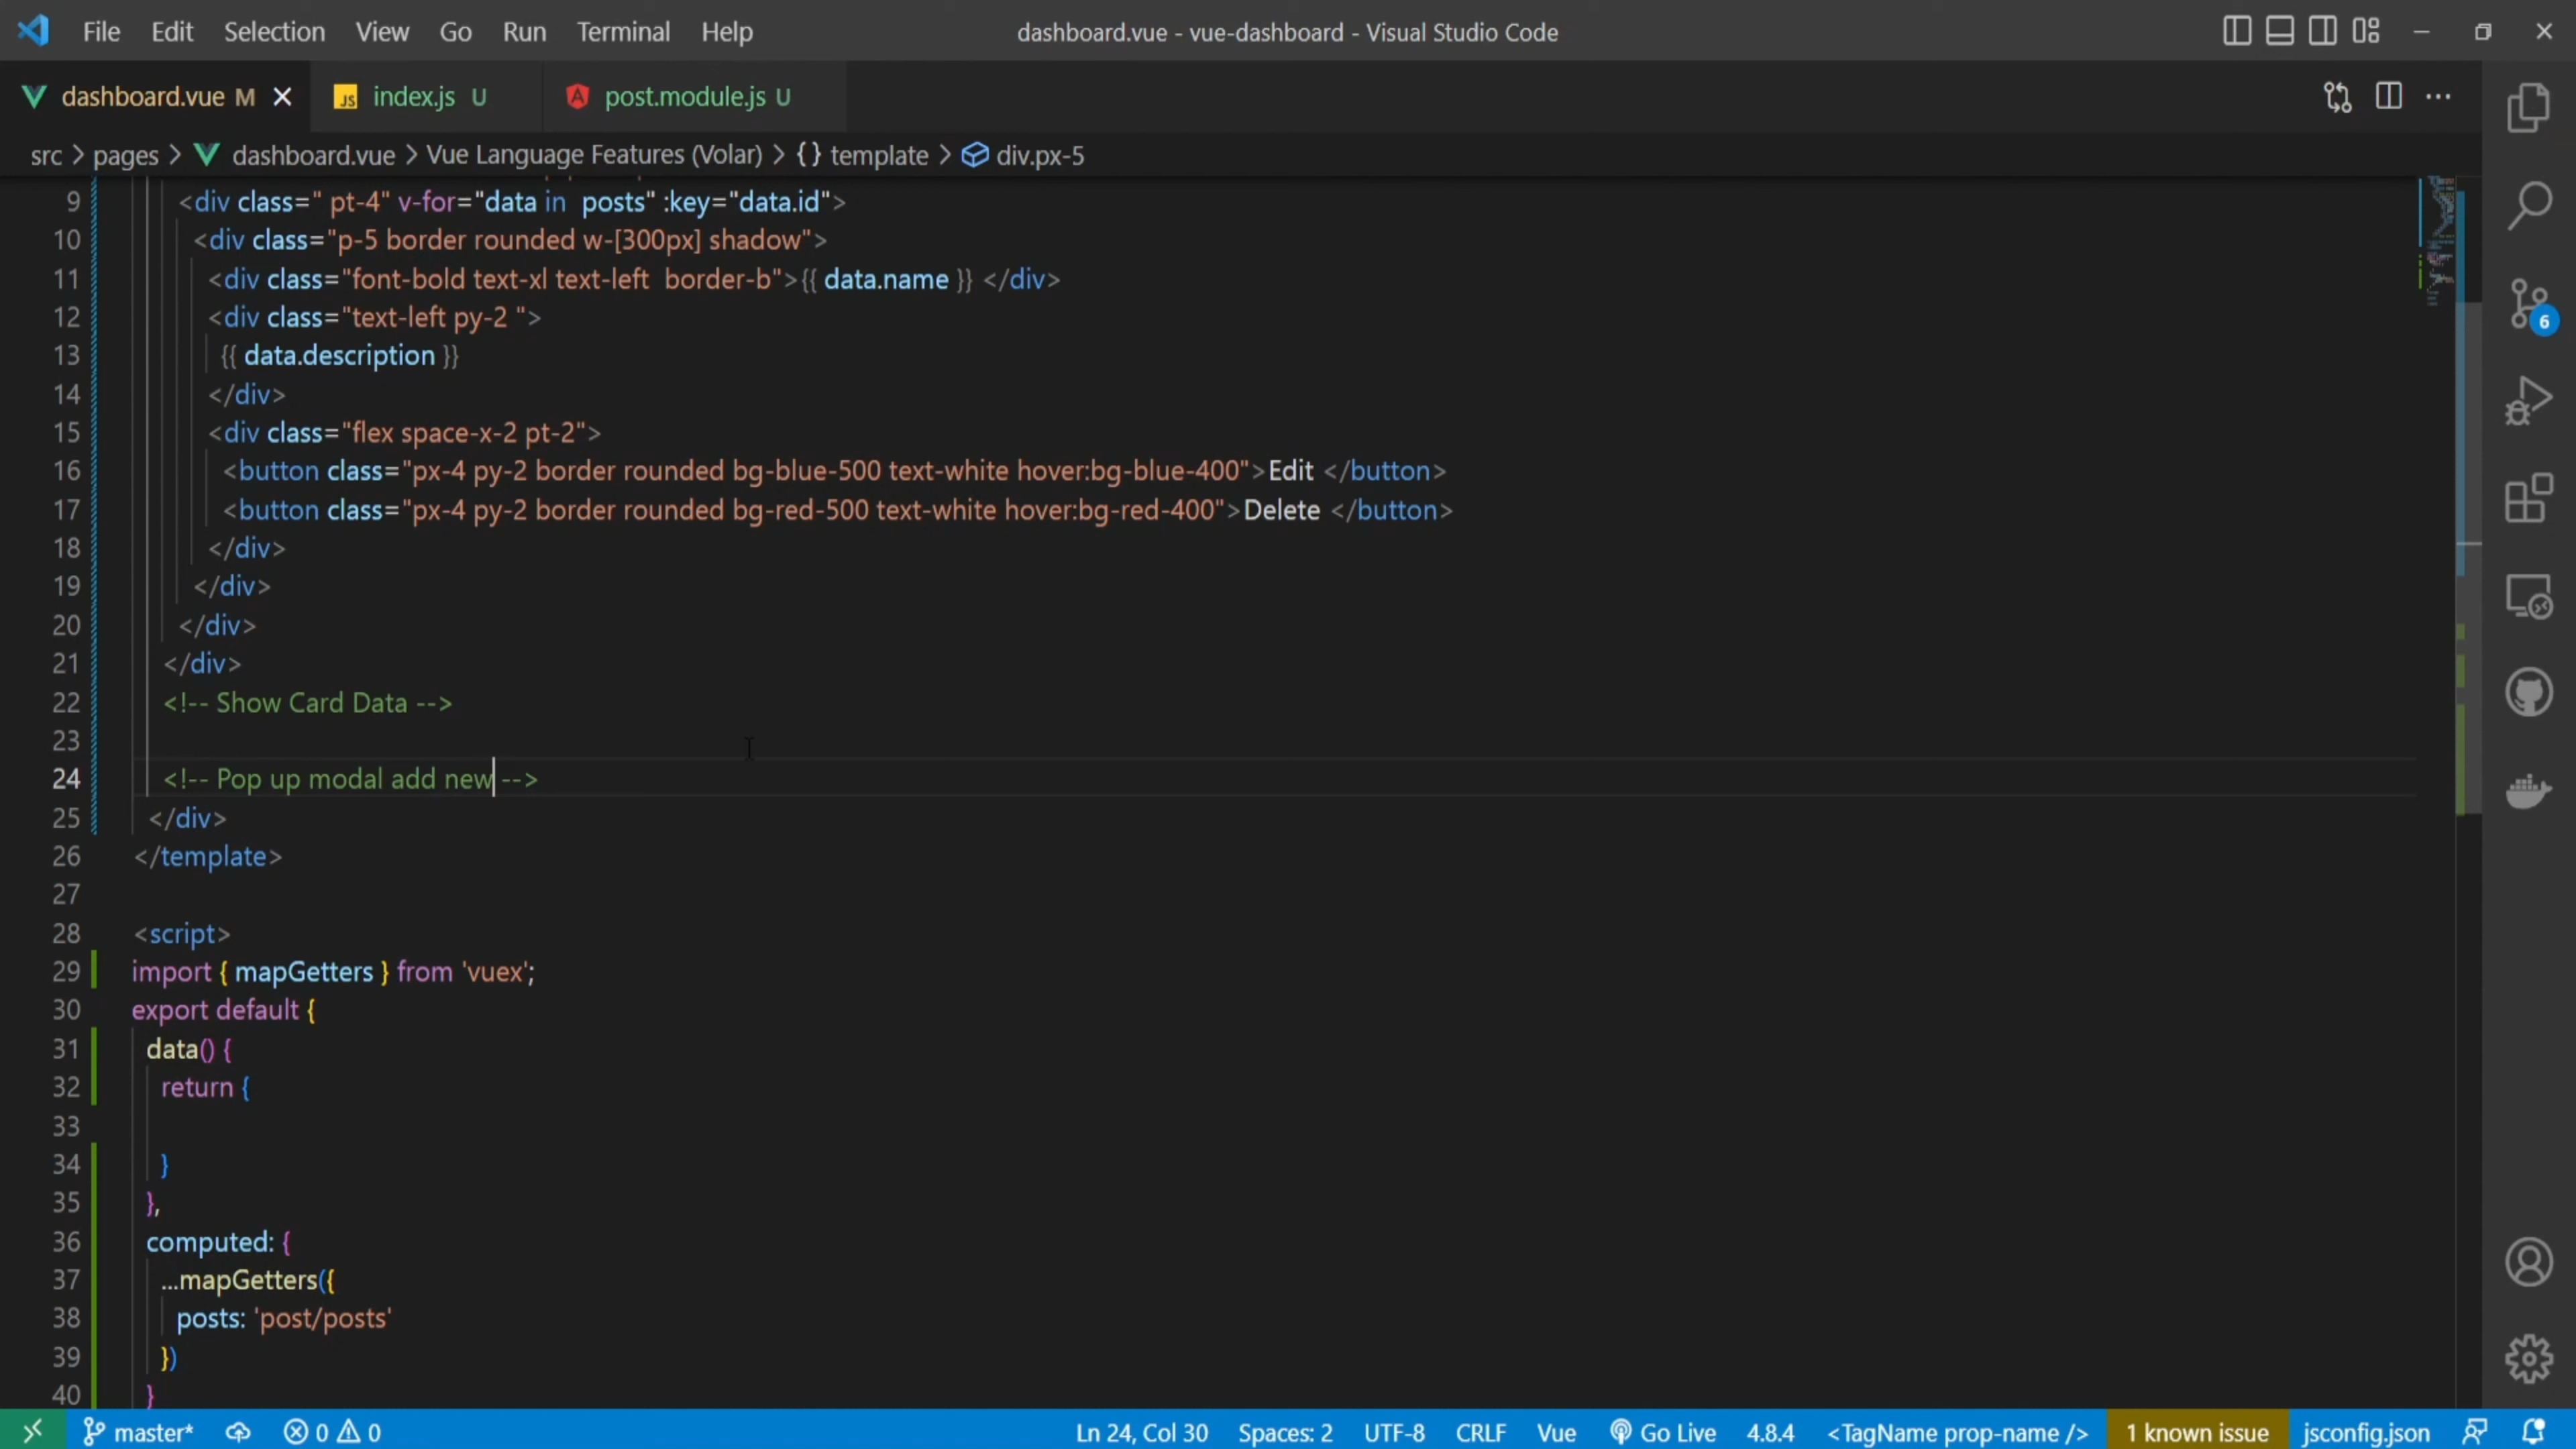 File Edit Selection View Go Run Terminal Help dashboard.vue - vue-dashboard - Visual Studio Code
dashboard.vue M JS index.js U post.module.js U
src > pages > dashboard.vue > Vue Language Features (Volar) > {} template > div.px-5
9 <div class=" pt-4" v-for="data in  posts" :key="data.id">
10 <div class="p-5 border rounded w-[300px] shadow">
11 <div class="font-bold text-xl text-left  border-b">{{ data.name }} </div>
12 <div class="text-left py-2 ">
13 {{ data.description }}
14 </div>
15 <div class="flex space-x-2 pt-2">
16 <button class="px-4 py-2 border rounded bg-blue-500 text-white hover:bg-blue-400">Edit </button>
17 <button class="px-4 py-2 border rounded bg-red-500 text-white hover:bg-red-400">Delete </button>
18 </div>
19 </div>
20 </div>
21 </div>
22 <!-- Show Card Data -->
23
24 <!-- Pop up modal add new -->
25 </div>
26 </template>
27
28 <script>
29 import { mapGetters } from 'vuex';
30 export default {
31 data() {
32 return {
33
34 }
35 },
36 computed: {
37 ...mapGetters({
38 posts: 'post/posts'
39 })
40 }
6
master* 0 0 Ln 24, Col 30 Spaces: 2 UTF-8 CRLF Vue Go Live 4.8.4 <TagName prop-name /> 1 known issue jsconfig.json